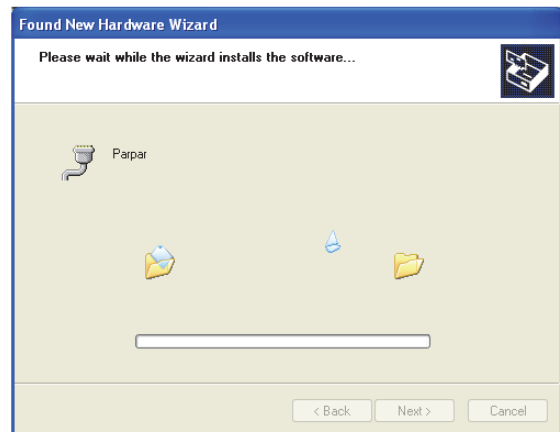 Found New Hardware Wizard
Please wait while the wizard installs the software...
Parpar
< Back
Next >
Cancel